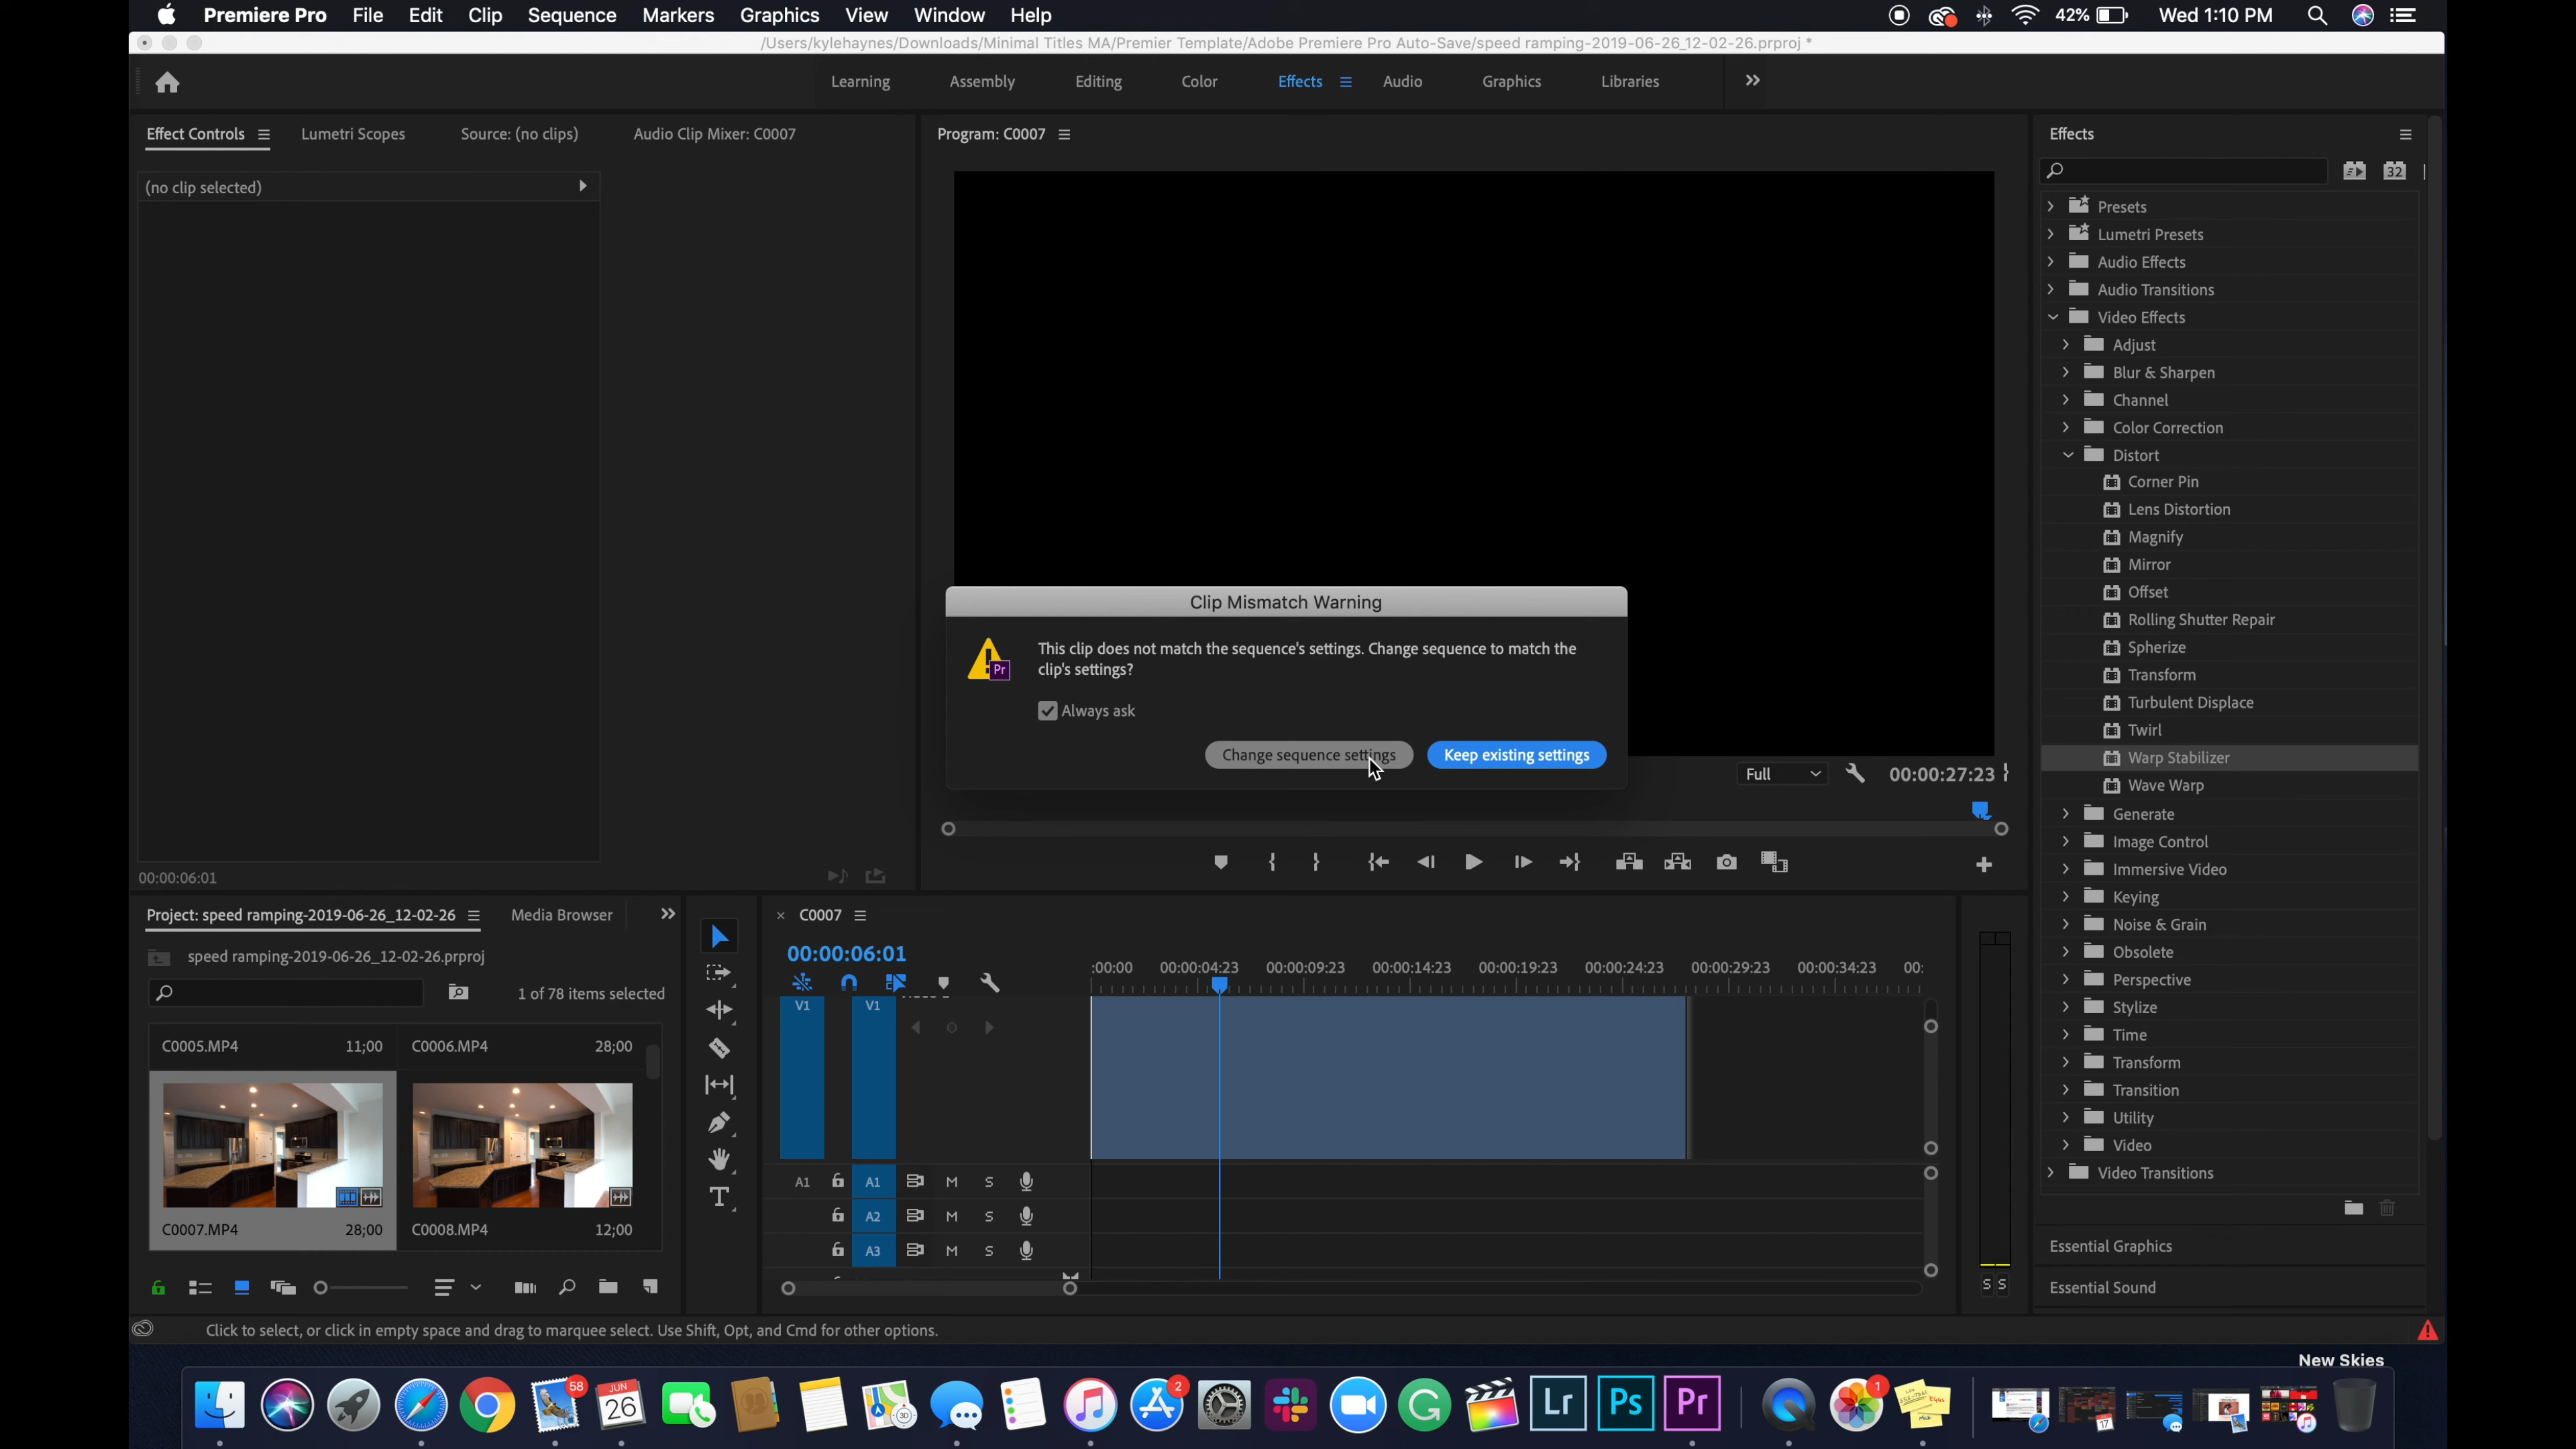 Premiere Pro File Edit Clip Sequence Markers Graphics View Window Help
42% Wed 1:10 PM
/Users/kylehaynes/Downloads/Minimal Titles MA/Premier Template/Adobe Premiere Pro Auto-Save/speed ramping-2019-06-26_12-02-26.prproj *
Learning Assembly Editing Color Effects Audio Graphics Libraries
Effect Controls Lumetri Scopes Source: (no clips) Audio Clip Mixer: C0007
(no clip selected)
00:00:06:01
Program: C0007
Clip Mismatch Warning
This clip does not match the sequence's settings. Change sequence to match the
clip's settings?
Pr
Always ask
Change sequence settings Keep existing settings
Full 00:00:27:23
Effects
32
Presets
Lumetri Presets
Audio Effects
Audio Transitions
Video Effects
Adjust
Blur & Sharpen
Channel
Color Correction
Distort
Corner Pin
Lens Distortion
Magnify
Mirror
Offset
Rolling Shutter Repair
Spherize
Transform
Turbulent Displace
Twirl
Warp Stabilizer
Wave Warp
Generate
Image Control
Immersive Video
Keying
Noise & Grain
Obsolete
Perspective
Stylize
Time
Transform
Transition
Utility
Video
Video Transitions
Essential Graphics
Essential Sound
Project: speed ramping-2019-06-26_12-02-26 Media Browser
speed ramping-2019-06-26_12-02-26.prproj
1 of 78 items selected
C0005.MP4 11;00 C0006.MP4 28;00
C0007.MP4 28;00 C0008.MP4 12;00
T
C0007
00:00:06:01
:00:00 00:00:04:23 00:00:09:23 00:00:14:23 00:00:19:23 00:00:24:23 00:00:29:23 00:00:34:23 00:
V1 V1
A1 A1 M S
A2 M S
A3 M S
S S
Click to select, or click in empty space and drag to marquee select. Use Shift, Opt, and Cmd for other options.
New Skies
58 JUN 26 3D 2 Lr Ps Pr 1
17